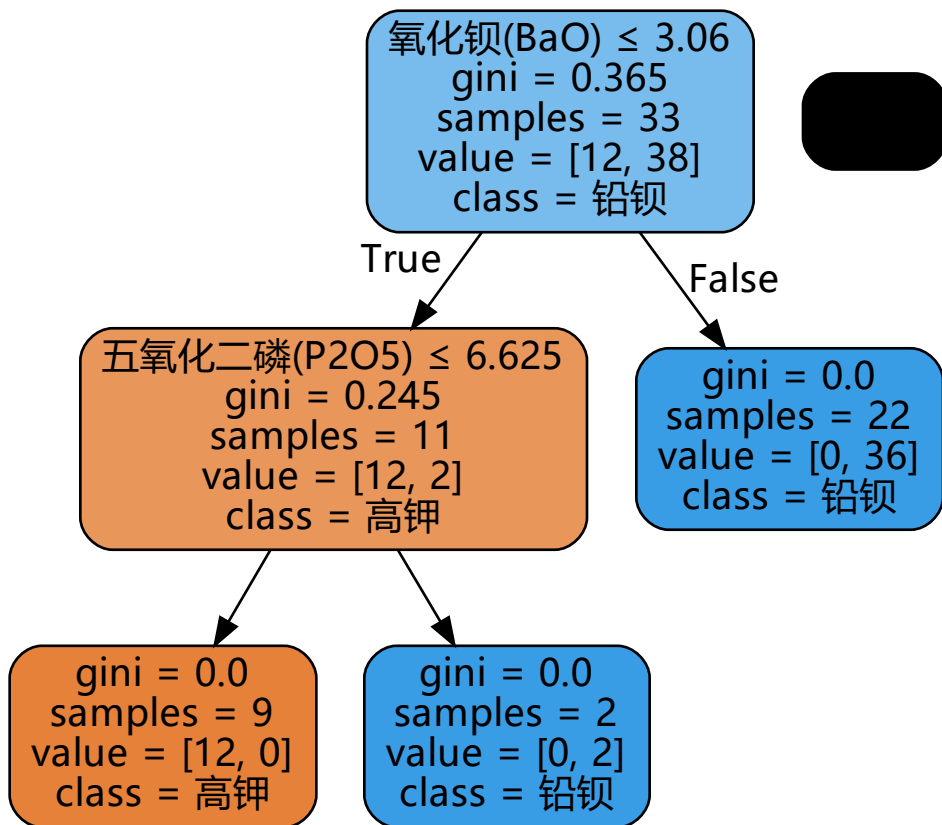 氧化钡(BaO) ≤ 3.06
gini = 0.365
samples = 33
value = [12, 38]
class = 铅钡
True
False
五氧化二磷(P2O5) ≤ 6.625
gini = 0.245
samples = 11
value = [12, 2]
class = 高钾
gini = 0.0
samples = 22
value = [0, 36]
class = 铅钡
gini = 0.0
samples = 9
value = [12, 0]
class = 高钾
gini = 0.0
samples = 2
value = [0, 2]
class = 铅钡